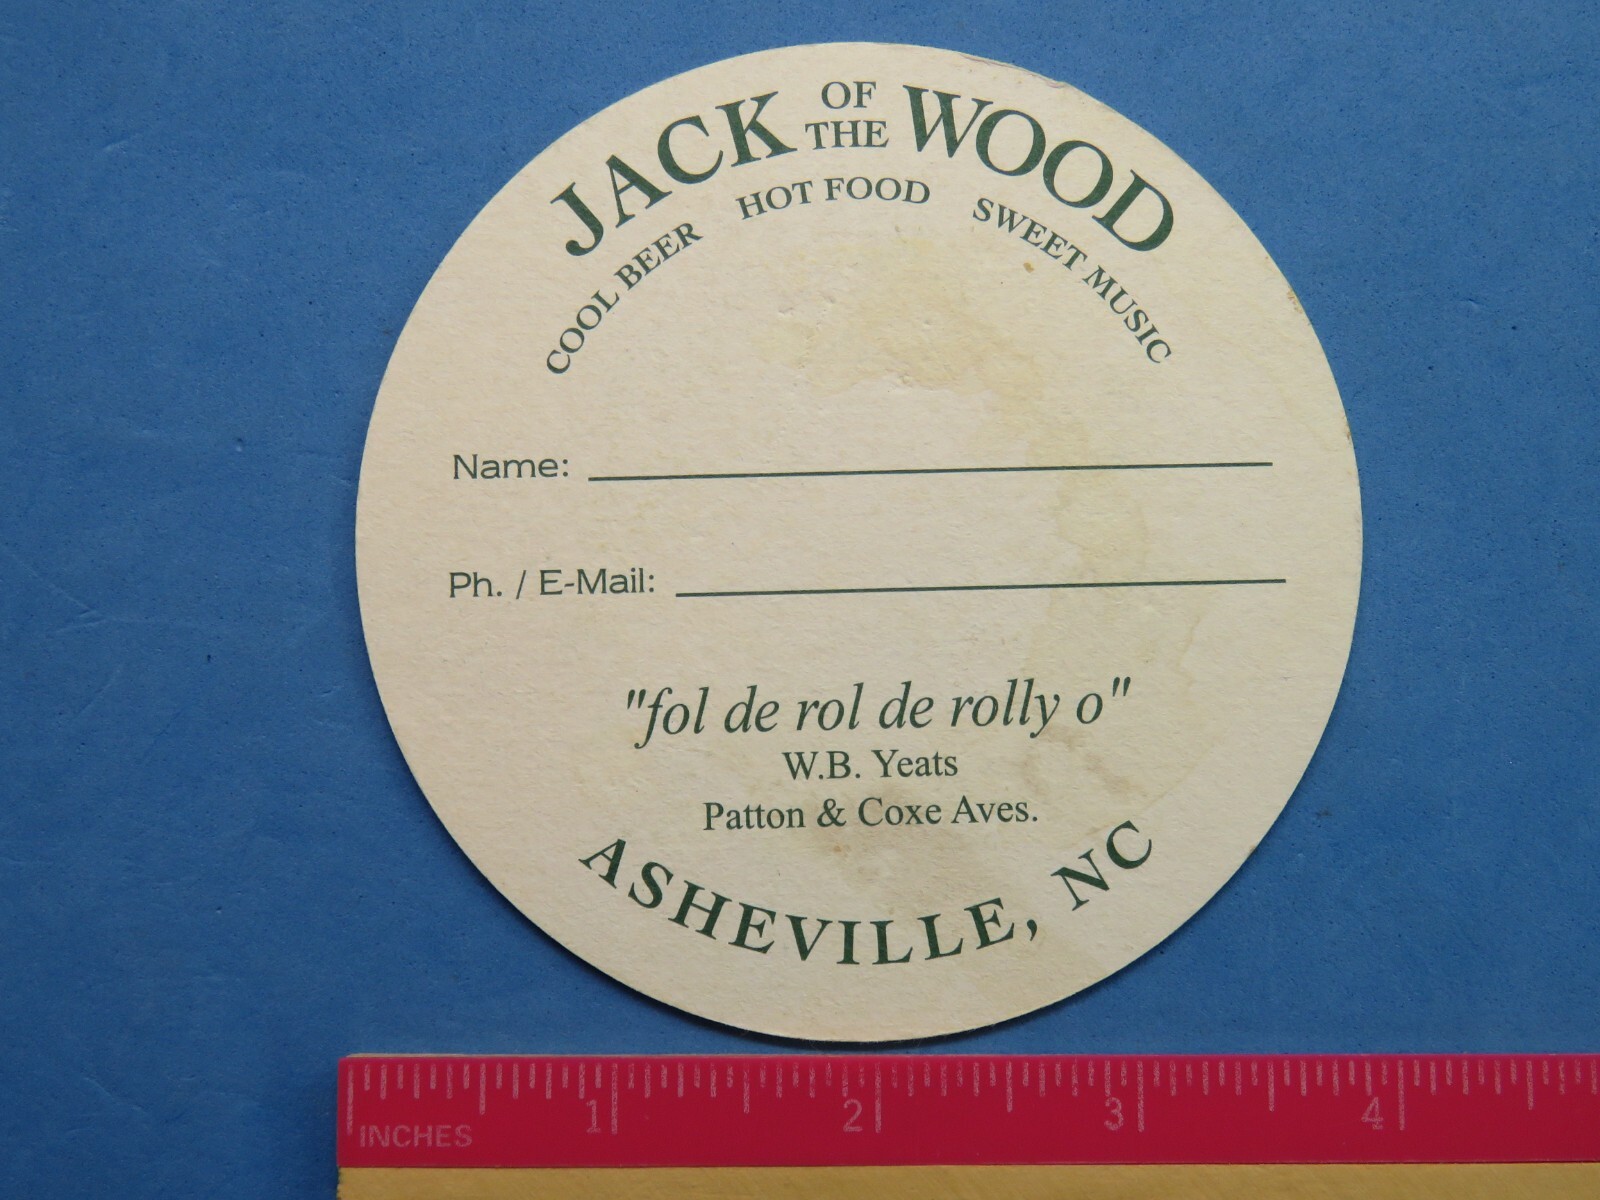 JACK OF THE WOOD
COOL BEER HOT FOOD SWEET MUSIC
Name:
Ph. / E-Mail:
"fol de rol de rolly o"
W.B. Yeats
Patton & Coxe Aves.
ASHEVILLE, NC
1 2 3 4
INCHES